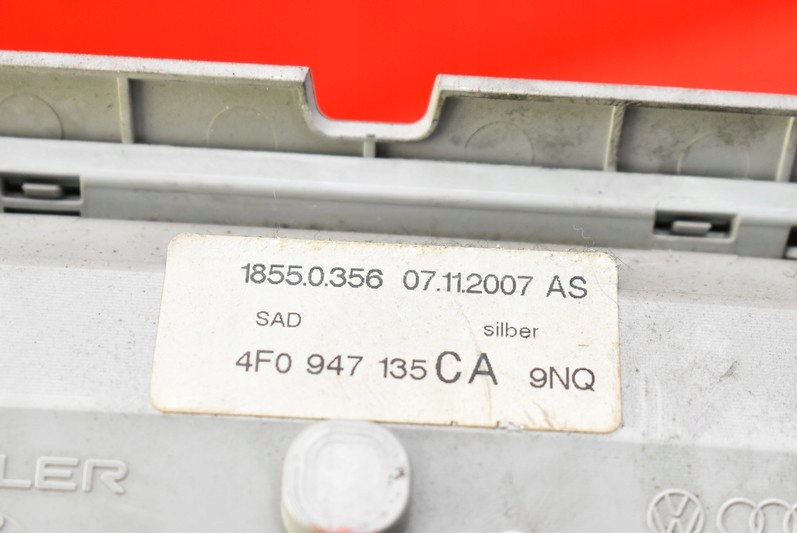 1855.0.356 07.11.2007 AS
SAD silber
4F0 947 135 CA 9NQ
LER